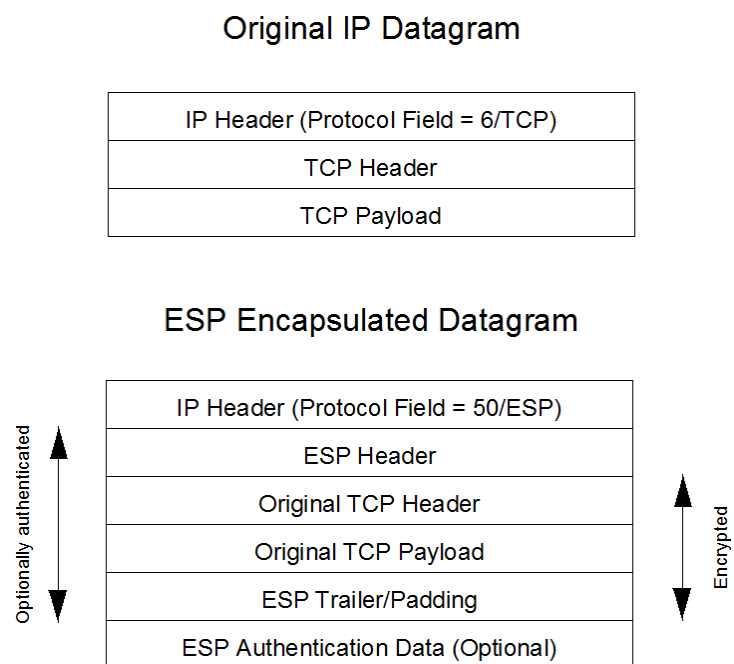 Original IP Datagram
IP Header (Protocol Field = 6/TCP)
TCP Header
TCP Payload
ESP Encapsulated Datagram
IP Header (Protocol Field = 50/ESP)
ESP Header
Original TCP Header
Original TCP Payload
ESP Trailer/Padding
ESP Authentication Data (Optional)
Optionally authenticated
Encrypted